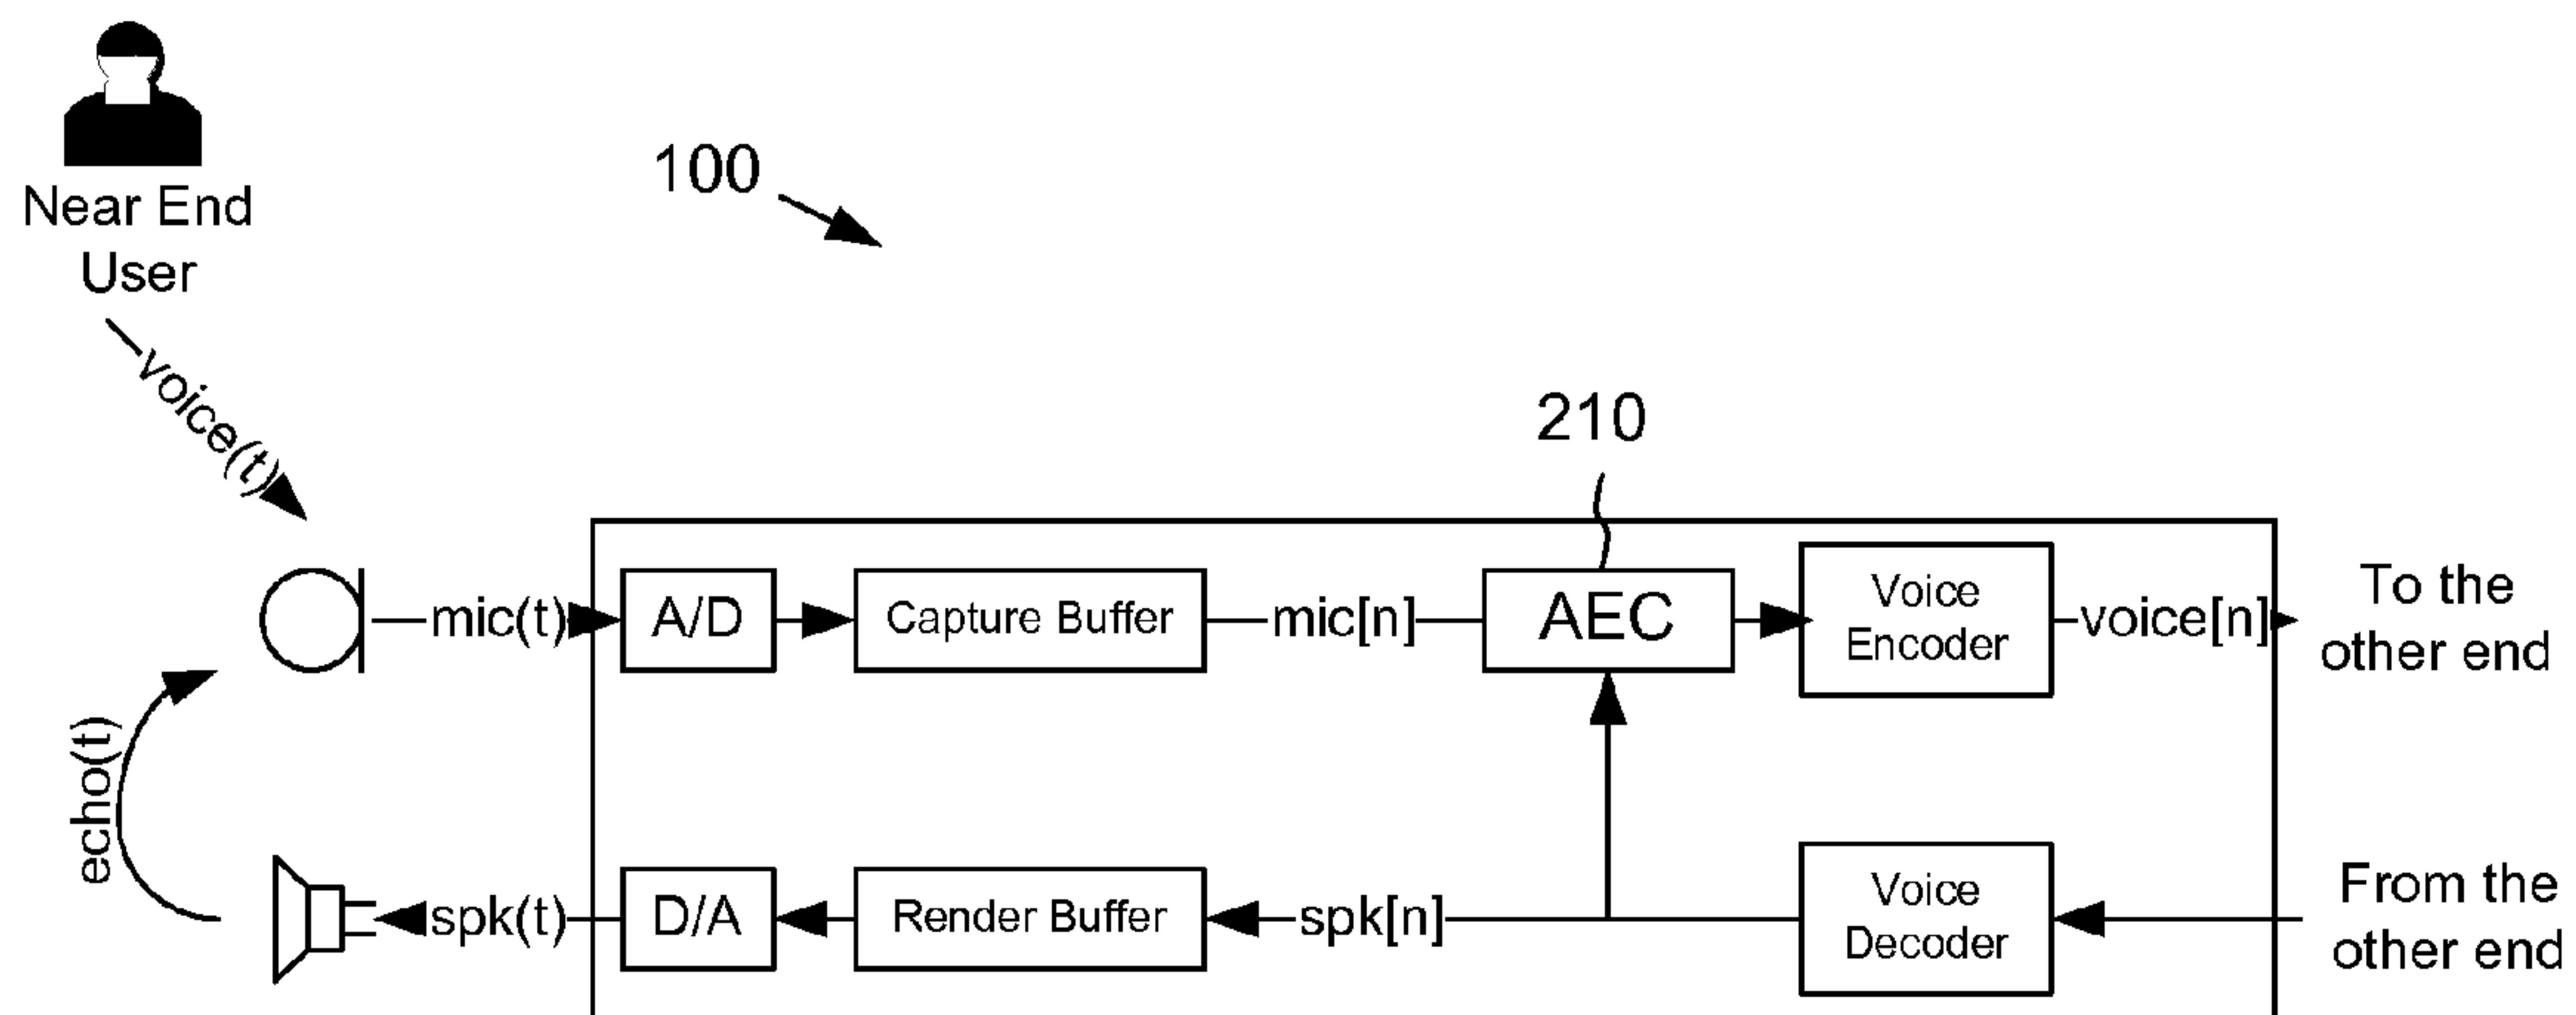 Near End
User
100
voice(t)
210
mic(t)
A/D
Capture Buffer
mic[n]
AEC
Voice
Encoder
voice[n]
To the
other end
echo(t)
spk(t)
D/A
Render Buffer
spk[n]
Voice
Decoder
From the
other end